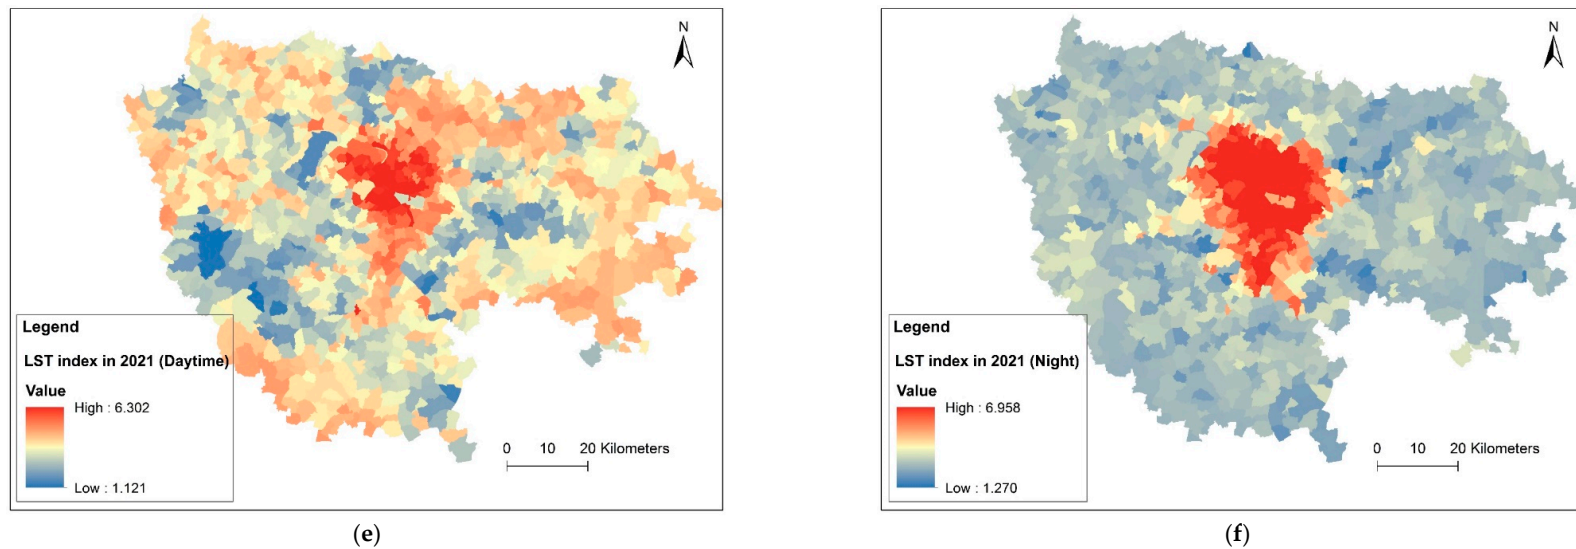 N
Legend
LST index in 2021 (Daytime)
Value
High : 6.302
Low : 1.121
0 10 20 Kilometers
(e)
N
Legend
LST index in 2021 (Night)
Value
High : 6.958
Low : 1.270
0 10 20 Kilometers
(f)